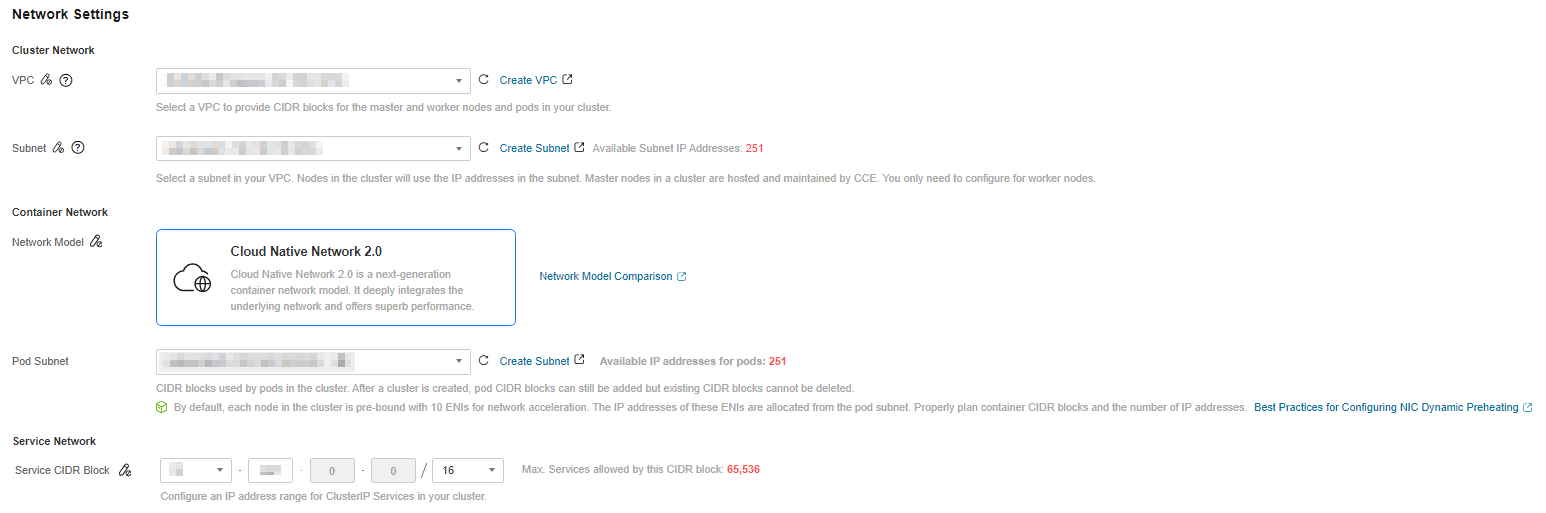 Network Settings
Cluster Network
VPC
Create VPC
Select a VPC to provide CIDR blocks for the master and worker nodes and pods in your cluster.
Subnet
Create Subnet Available Subnet IP Addresses: 251
Select a subnet in your VPC. Nodes in the cluster will use the IP addresses in the subnet. Master nodes in a cluster are hosted and maintained by CCE. You only need to configure for worker nodes.
Container Network
Network Model
Cloud Native Network 2.0
Cloud Native Network 2.0 is a next-generation
container network model. It deeply integrates the
underlying network and offers superb performance.
Network Model Comparison
Pod Subnet
Create Subnet Available IP addresses for pods: 251
CIDR blocks used by pods in the cluster. After a cluster is created, pod CIDR blocks can still be added but existing CIDR blocks cannot be deleted.
By default, each node in the cluster is pre-bound with 10 ENIs for network acceleration. The IP addresses of these ENIs are allocated from the pod subnet. Properly plan container CIDR blocks and the number of IP addresses. Best Practices for Configuring NIC Dynamic Preheating
Service Network
Service CIDR Block
. . 0 . 0 / 16 Max. Services allowed by this CIDR block: 65,536
Configure an IP address range for ClusterIP Services in your cluster.